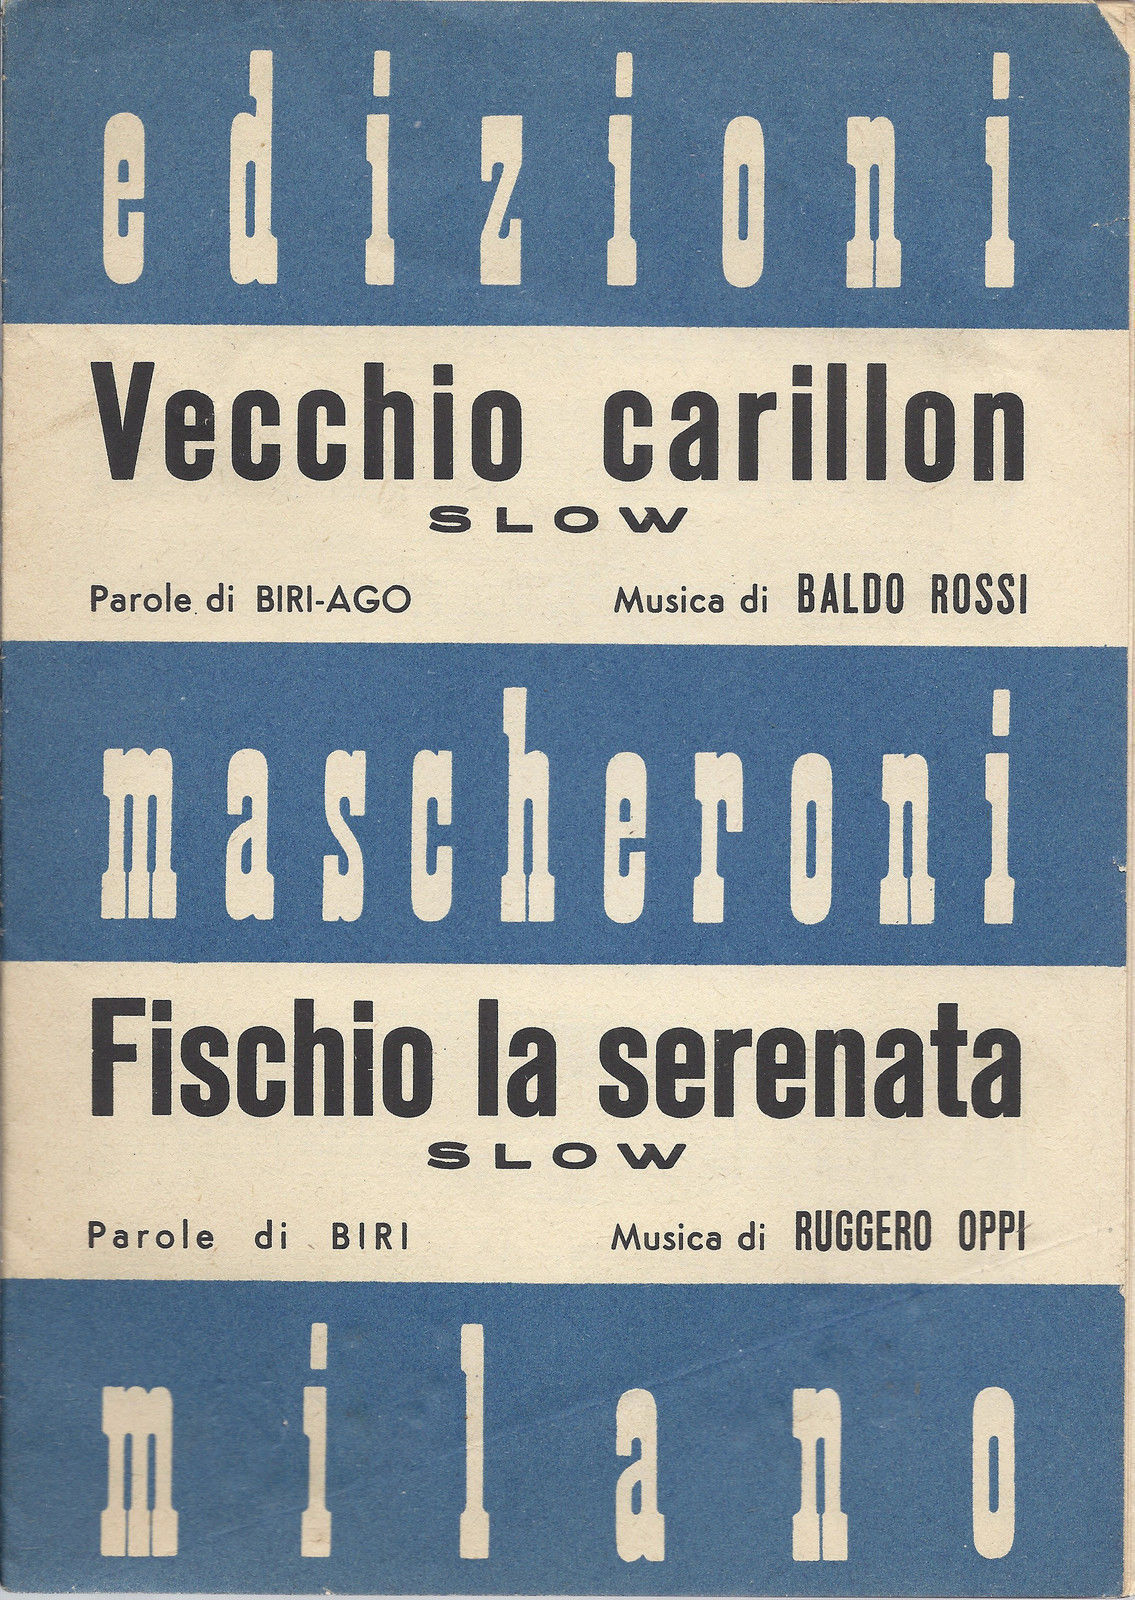 edizioni
Vecchio carillon
SLOW
Parole di BIRI-AGO Musica di BALDO ROSSI
mascheroni
Fischio la serenata
SLOW
Parole di BIRI Musica di RUGGERO OPPI
milano